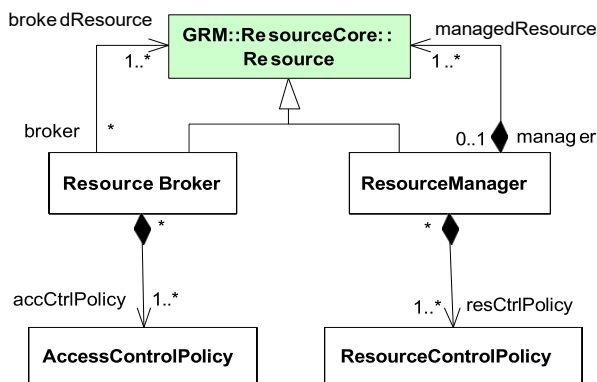 brokedResource
GRM::ResourceCore::
Resource
managedResource
1..*
1..*
broker
*
0..1
manager
Resource Broker
ResourceManager
*
*
accCtrlPolicy
1..*
1..*
resCtrlPolicy
AccessControlPolicy
ResourceControlPolicy